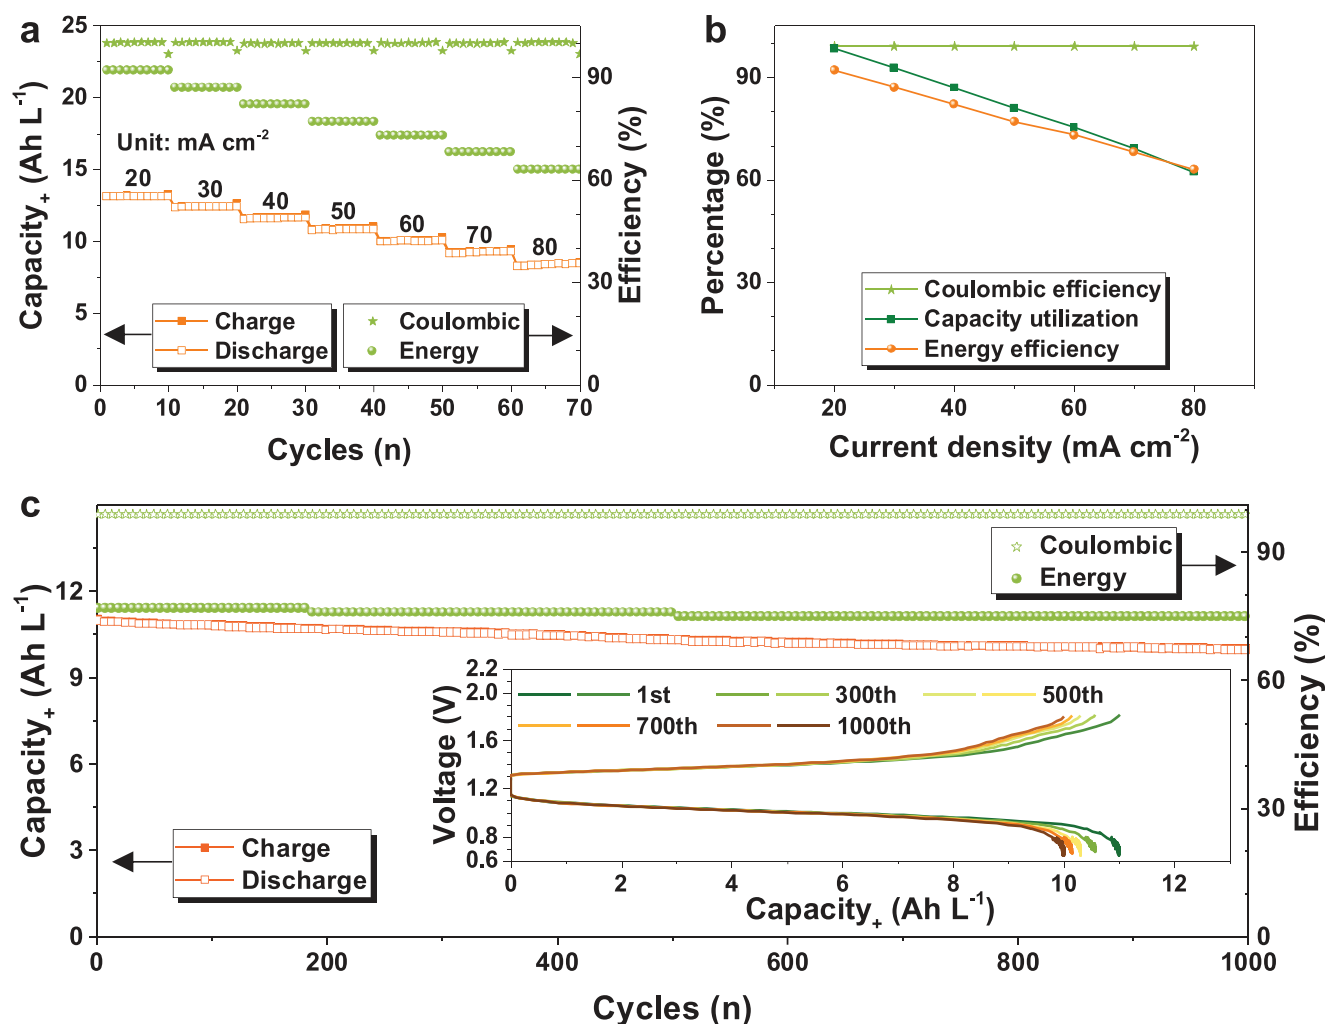 a
25
20
15
10
5
0
Capacity₊ (Ah L⁻¹)
90
60
30
0
Efficiency (%)
Unit: mA cm⁻²
20
30
40
50
60
70
80
Charge
Discharge
Coulombic
Energy
0 10 20 30 40 50 60 70
Cycles (n)
b
90
60
30
0
Percentage (%)
Coulombic efficiency
Capacity utilization
Energy efficiency
20 30 40 50 60 70 80
Current density (mA cm⁻²)
c
12
9
6
3
0
Capacity₊ (Ah L⁻¹)
Coulombic
Energy
90
60
30
0
Efficiency (%)
Charge
Discharge
2.2
2.0
1.6
1.2
0.8
0.6
Voltage (V)
1st 300th 500th
700th 1000th
0 2 4 6 8 10 12
Capacity₊ (Ah L⁻¹)
0 200 400 600 800 1000
Cycles (n)